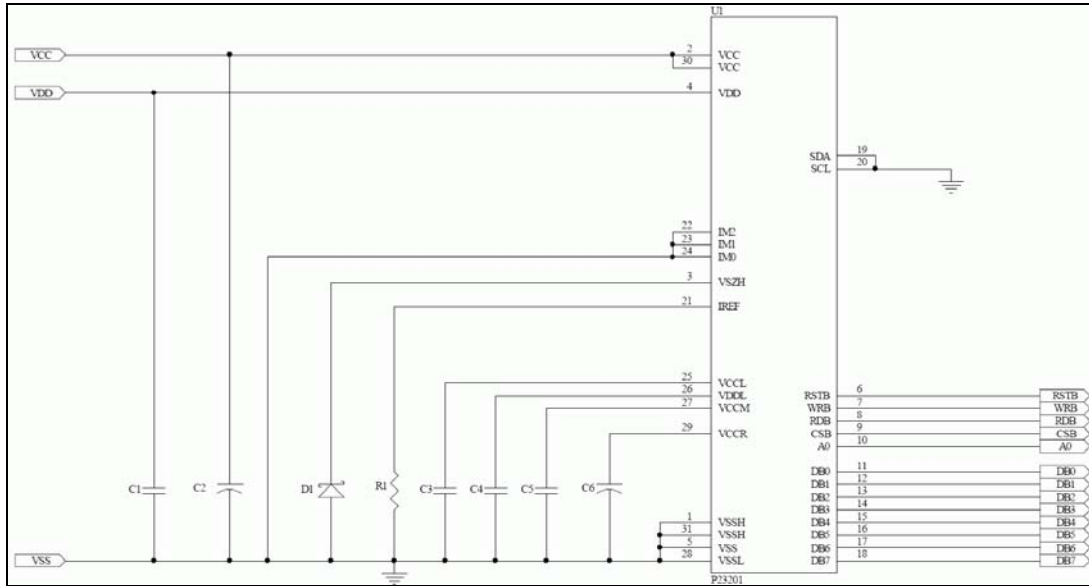 U1
VCC 2 VCC
30 VCC
VDD 4 VDD
SDA 19
SCL 20
22 IM2
23 IM1
24 IM0
3 VSZH
21 IREF
25 VCCL
26 VDDL
27 VCCM
29 VCCR
RSTB 6 RSTB
WRB 7 WRB
RDB 8 RDB
CSB 9 CSB
A0 10 A0
DB0 11 DB0
DB1 12 DB1
DB2 13 DB2
DB3 14 DB3
DB4 15 DB4
DB5 16 DB5
DB6 17 DB6
DB7 18 DB7
C1 C2 D1 R1 C3 C4 C5 C6
1 VSSH
31 VSSH
5 VSS
VSS 28 VSSL
P23201